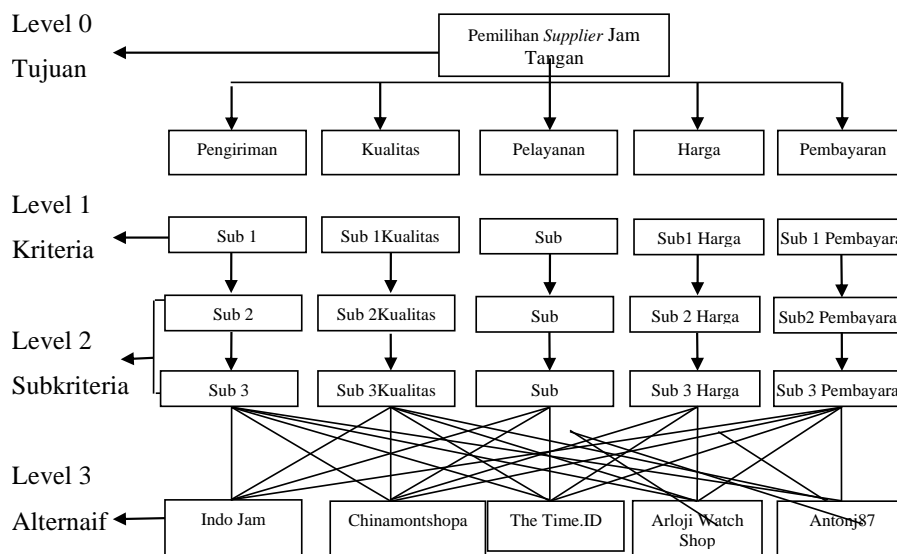 Level 0
Tujuan
Pemilihan Supplier Jam
Tangan
Pengiriman
Kualitas
Pelayanan
Harga
Pembayaran
Level 1
Kriteria
Sub 1
Sub 1Kualitas
Sub
Sub1 Harga
Sub 1 Pembayara
Sub 2
Sub 2Kualitas
Sub
Sub 2 Harga
Sub2 Pembayara
Level 2
Subkriteria
Sub 3
Sub 3Kualitas
Sub
Sub 3 Harga
Sub 3 Pembayara
Level 3
Alternaif
Indo Jam
Chinamontshopa
The Time.ID
Arloji Watch
Shop
Antonj87